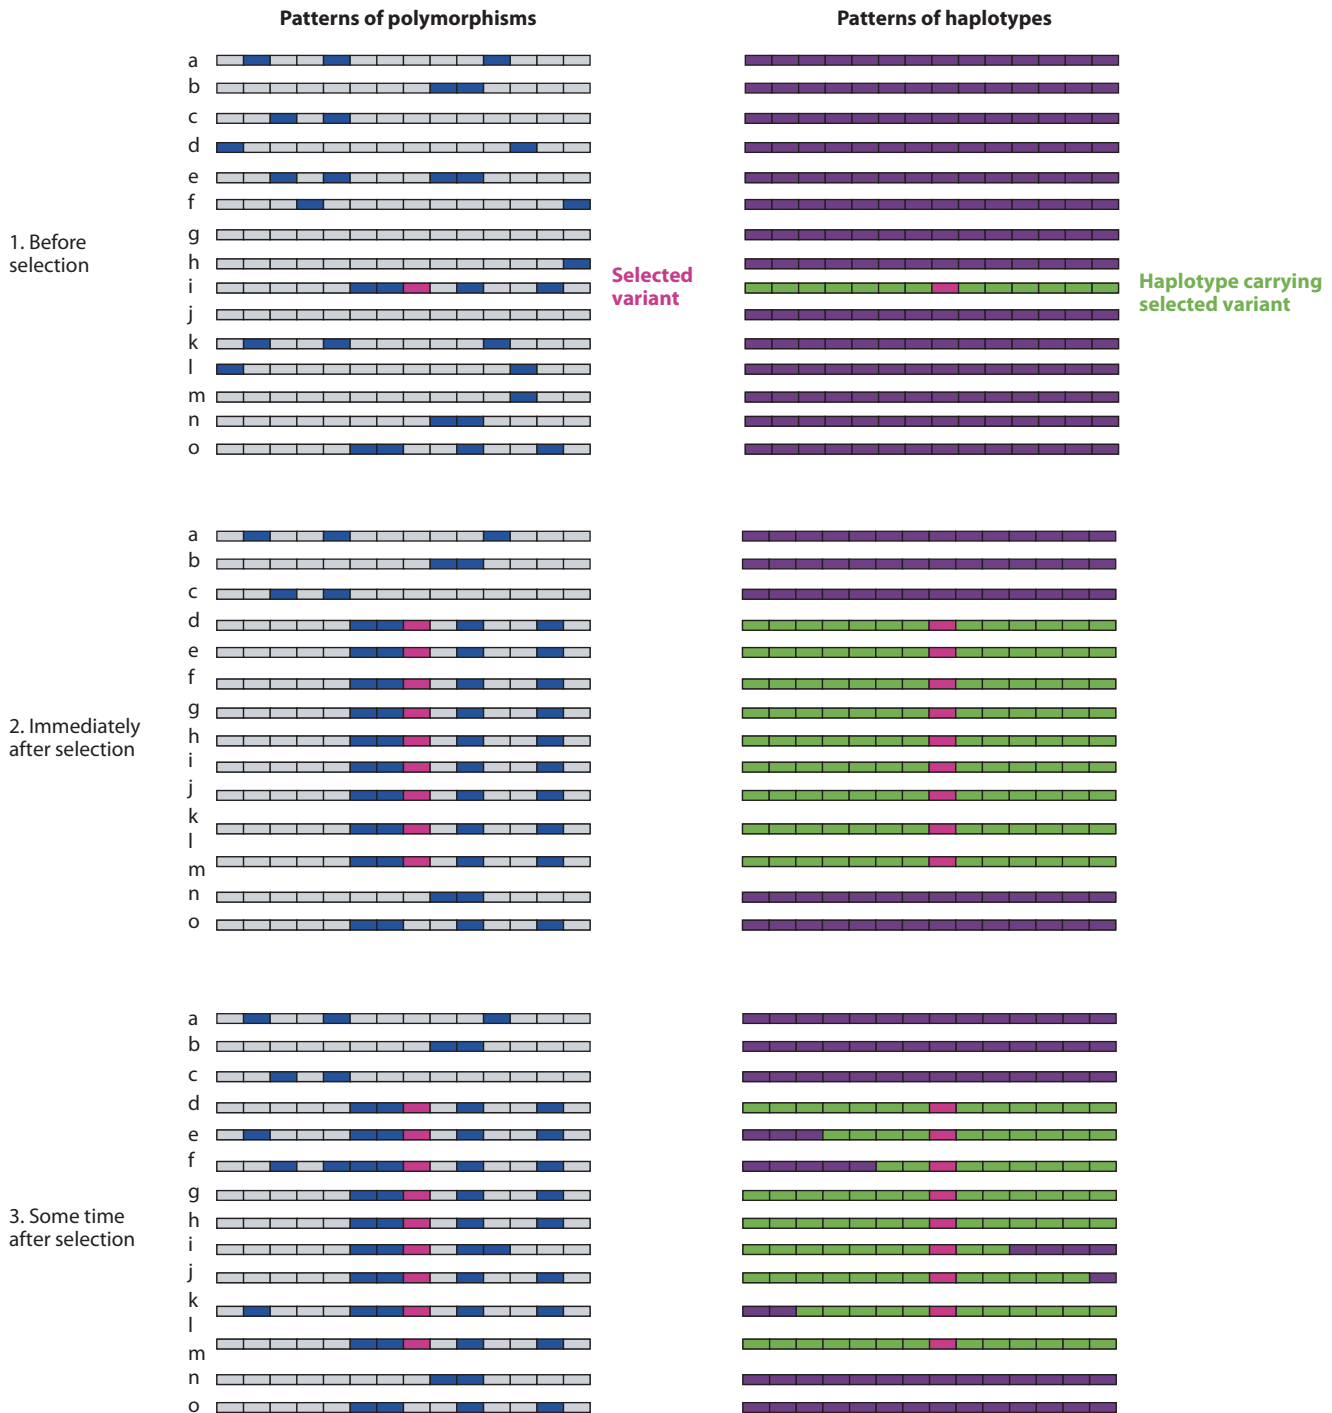 Patterns of polymorphisms
Patterns of haplotypes
a
b
c
d
e
f
g
1. Before
selection
h
Selected
variant
i
Haplotype carrying
selected variant
j
k
l
m
n
o
a
b
c
d
e
f
g
2. Immediately
after selection
h
i
j
k
l
m
n
o
a
b
c
d
e
f
g
3. Some time
after selection
h
i
j
k
l
m
n
o